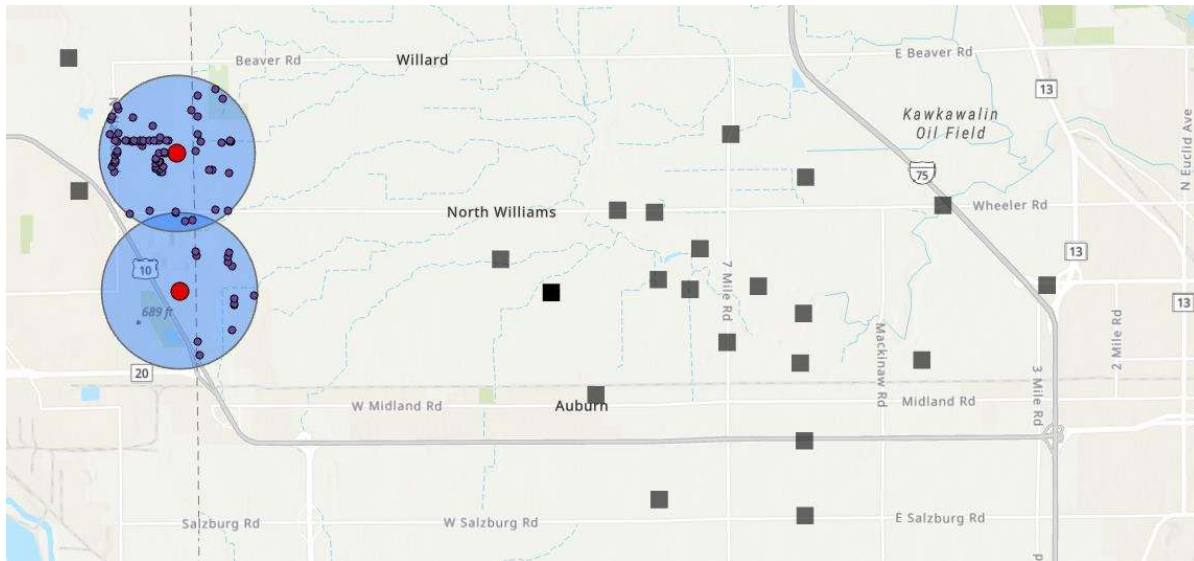 Beaver Rd
Willard
E Beaver Rd
13
Kawkawalin
Oil Field
N Euclid Ave
75
North Williams
Wheeler Rd
13
10
7 Mile Rd
13
689 ft
Mackinaw Rd
3 Mile Rd
2 Mile Rd
20
W Midland Rd
Auburn
Midland Rd
Salzburg Rd
W Salzburg Rd
E Salzburg Rd